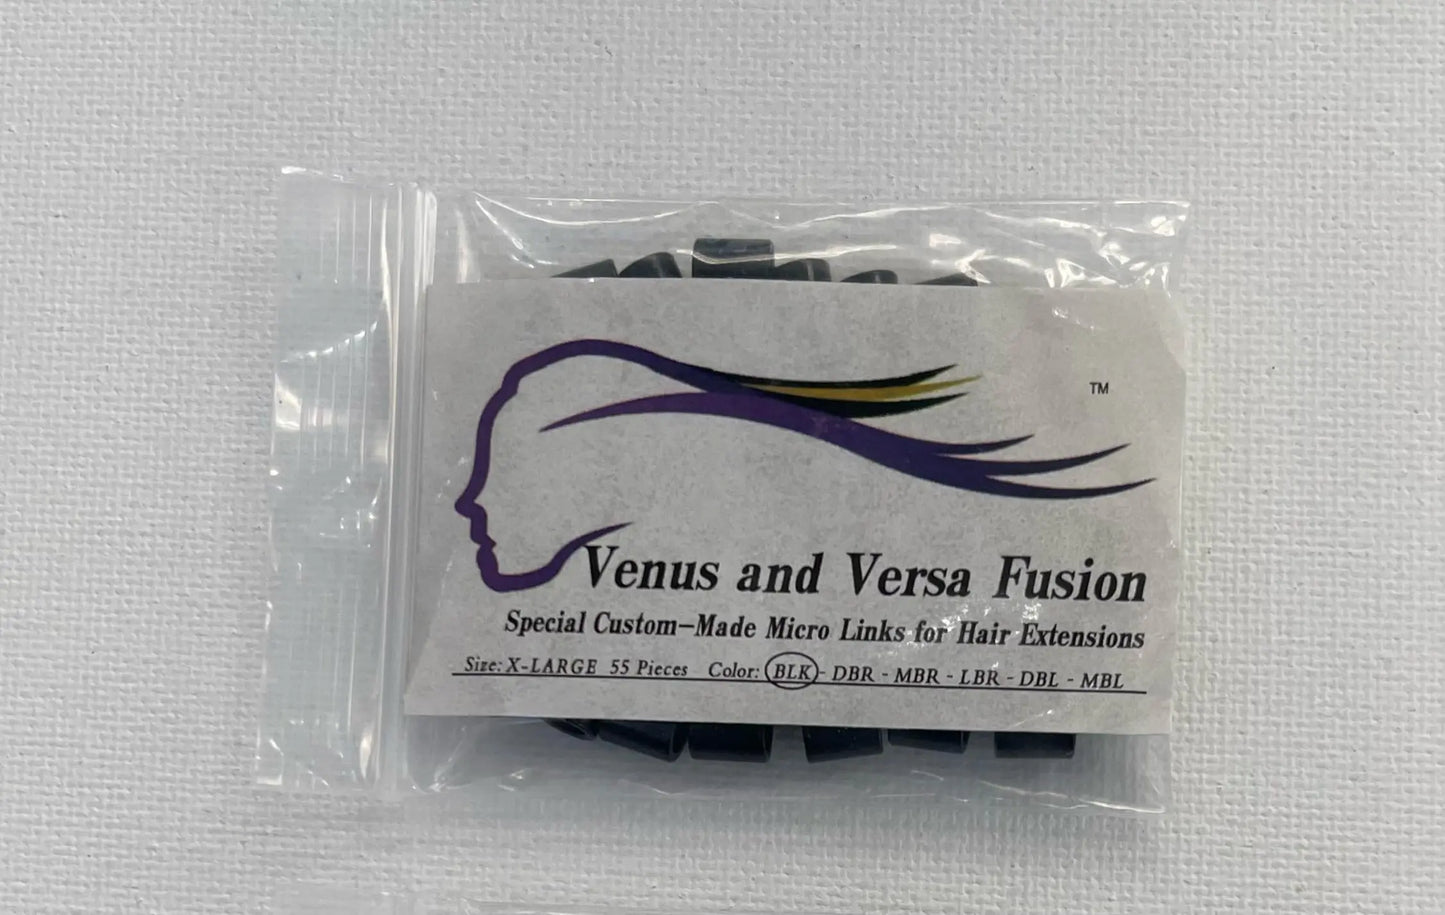 TM
Venus and Versa Fusion
Special Custom-Made Micro Links for Hair Extensions
Size: X-LARGE 55 Pieces Color: BLK - DBR - MBR - LBR - DBL - MBL